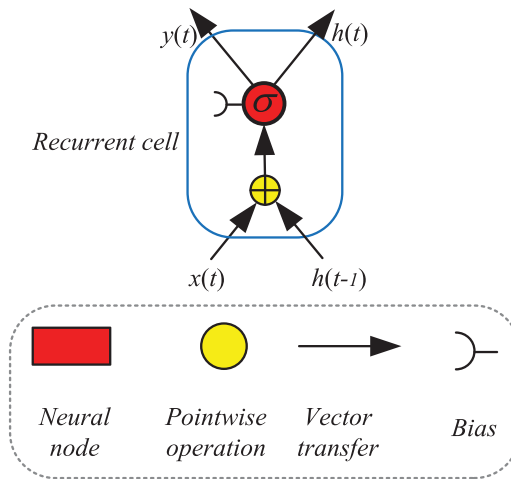 y(t)
h(t)
σ
Recurrent cell
x(t)
h(t-1)
Neural
node
Pointwise
operation
Vector
transfer
Bias